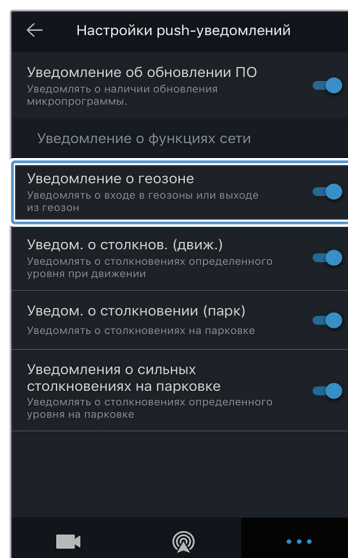 Настройки push-уведомлений
Уведомление об обновлении ПО
Уведомлять о наличии обновления
микропрограммы.
Уведомление о функциях сети
Уведомление о геозоне
Уведомлять о входе в геозоны или выходе
из геозон
Уведом. о столкнов. (движ.)
Уведомлять о столкновениях определенного
уровня при движении
Уведом. о столкновении (парк)
Уведомлять о столкновениях на парковке
Уведомления о сильных
столкновениях на парковке
Уведомлять о столкновениях определенного
уровня на парковке